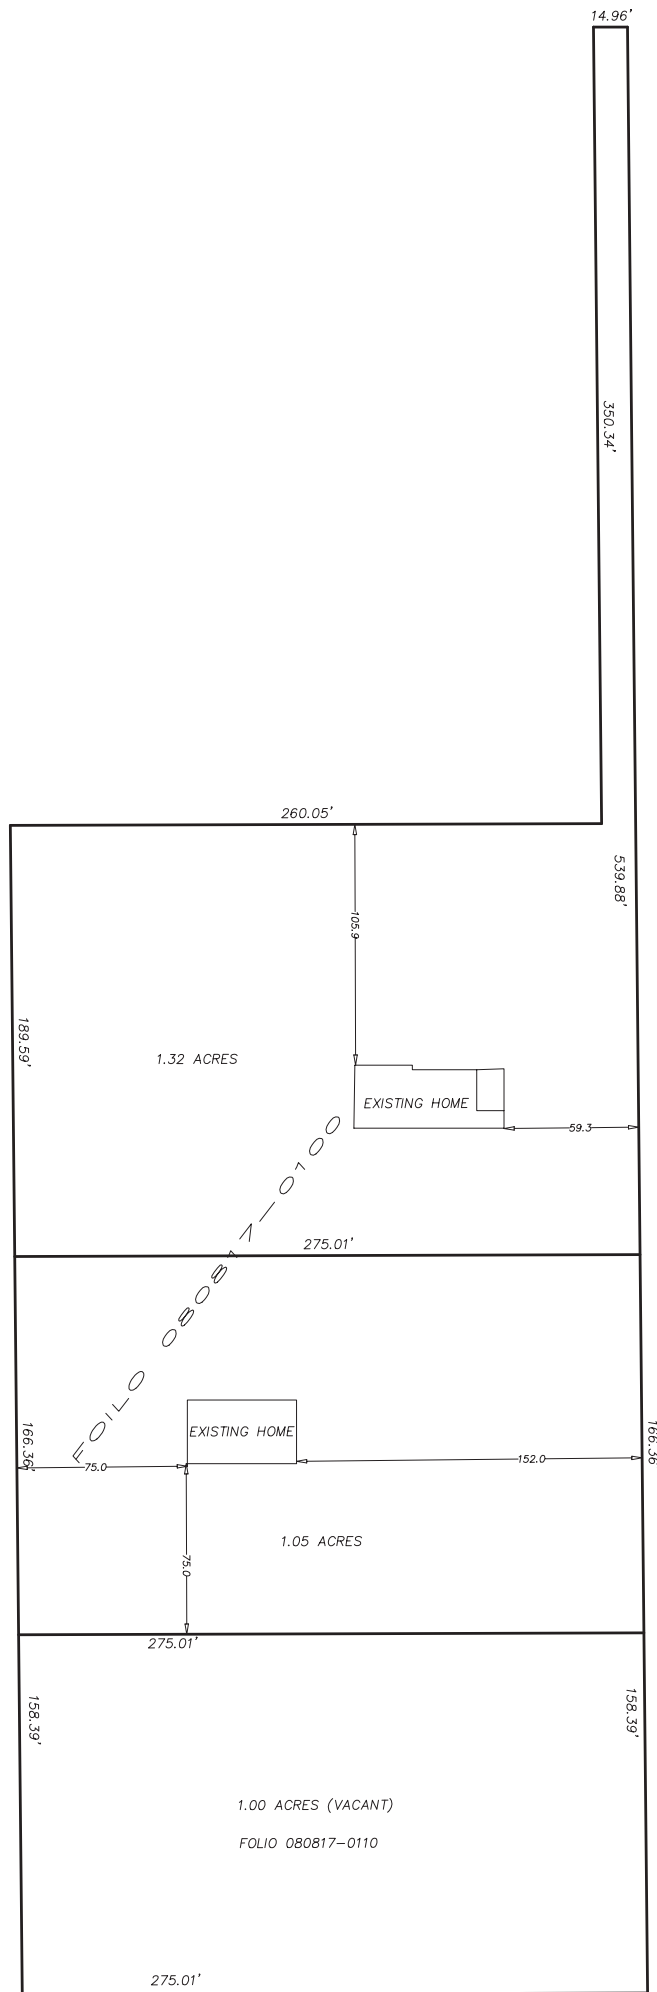 14.96'
350.34'
260.05'
539.88'
105.9
189.59'
1.32 ACRES
EXISTING HOME
59.3
FOILO 080817-0100
275.01'
EXISTING HOME
166.36'
166.36'
75.0
152.0
75.0
1.05 ACRES
275.01'
158.39'
158.39'
1.00 ACRES (VACANT)
FOLIO 080817-0110
275.01'